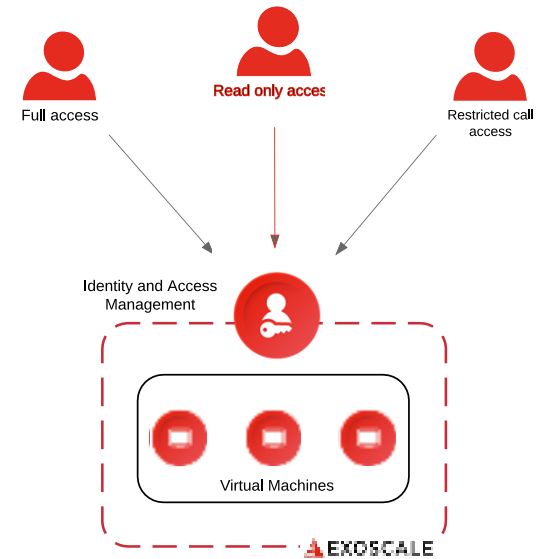 Read only acces
Full access
Restricted call
access
Identity and Access
Management
Virtual Machines
EXOSCALE